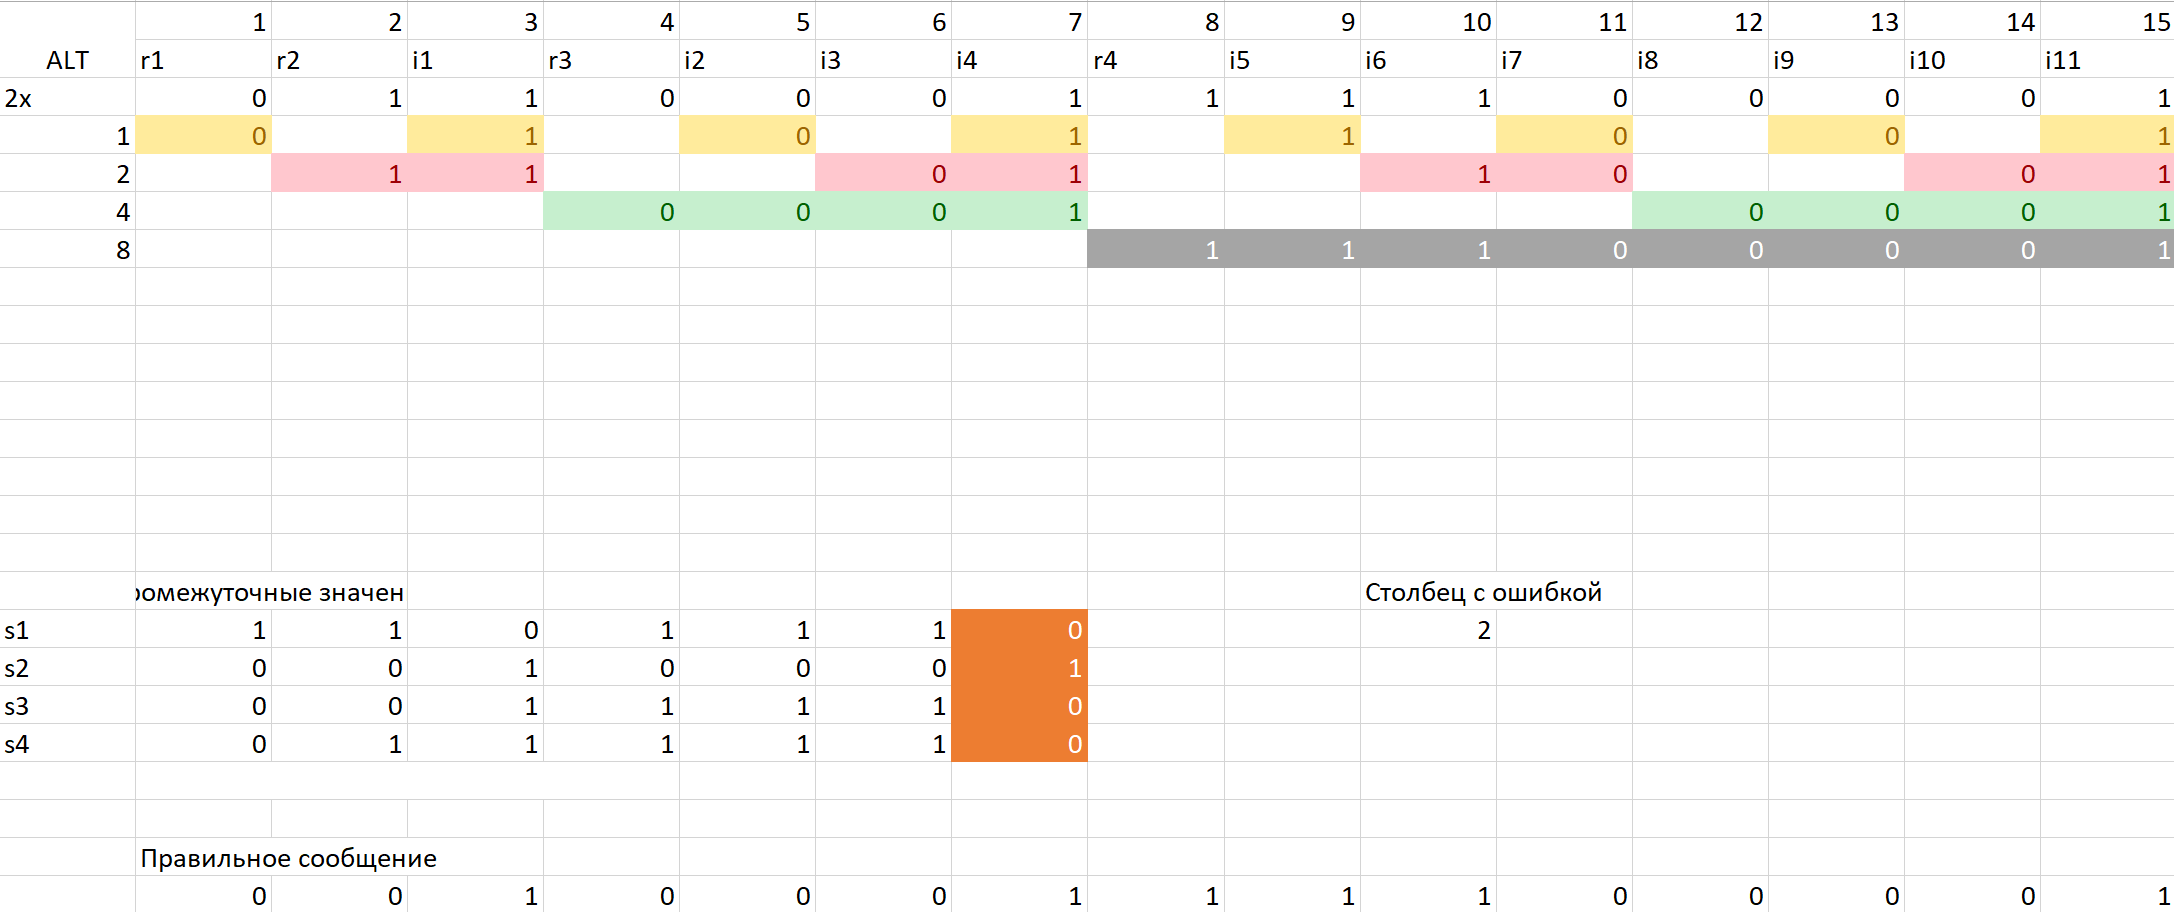 1 2 3 4 5 6 7 8 9 10 11 12 13 14 15
ALT r1 r2 i1 r3 i2 i3 i4 r4 i5 i6 i7 i8 i9 i10 i11
2x 0 1 1 0 0 0 1 1 1 1 0 0 0 0 1
1 0 1 0 1 1 0 0 1
2 1 1 0 1 1 0 0 1
4 0 0 0 1 0 0 0 1
8 1 1 1 0 0 0 0 1
ромежуточные значен Столбец с ошибкой
s1 1 1 0 1 1 1 0 2
s2 0 0 1 0 0 0 1
s3 0 0 1 1 1 1 0
s4 0 1 1 1 1 1 0
Правильное сообщение
0 0 1 0 0 0 1 1 1 1 0 0 0 0 1